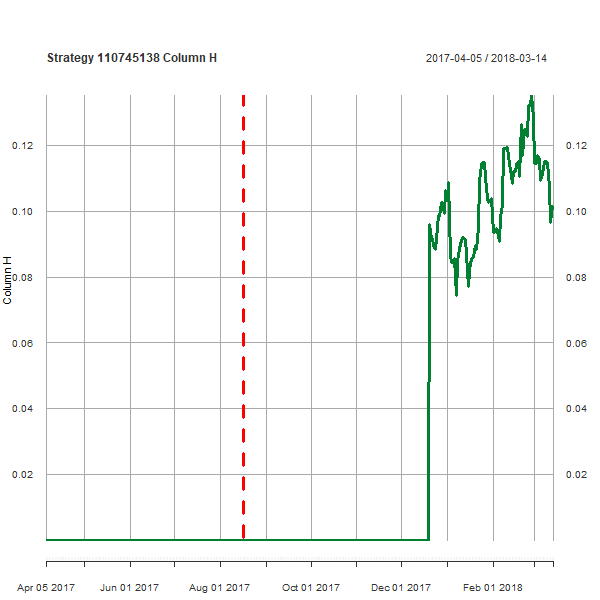 Strategy 110745138 Column H
2017-04-05 / 2018-03-14
0.12
0.10
0.08
0.06
0.04
0.02
Column H
0.12
0.10
0.08
0.06
0.04
0.02
Apr 05 2017
Jun 01 2017
Aug 01 2017
Oct 01 2017
Dec 01 2017
Feb 01 2018